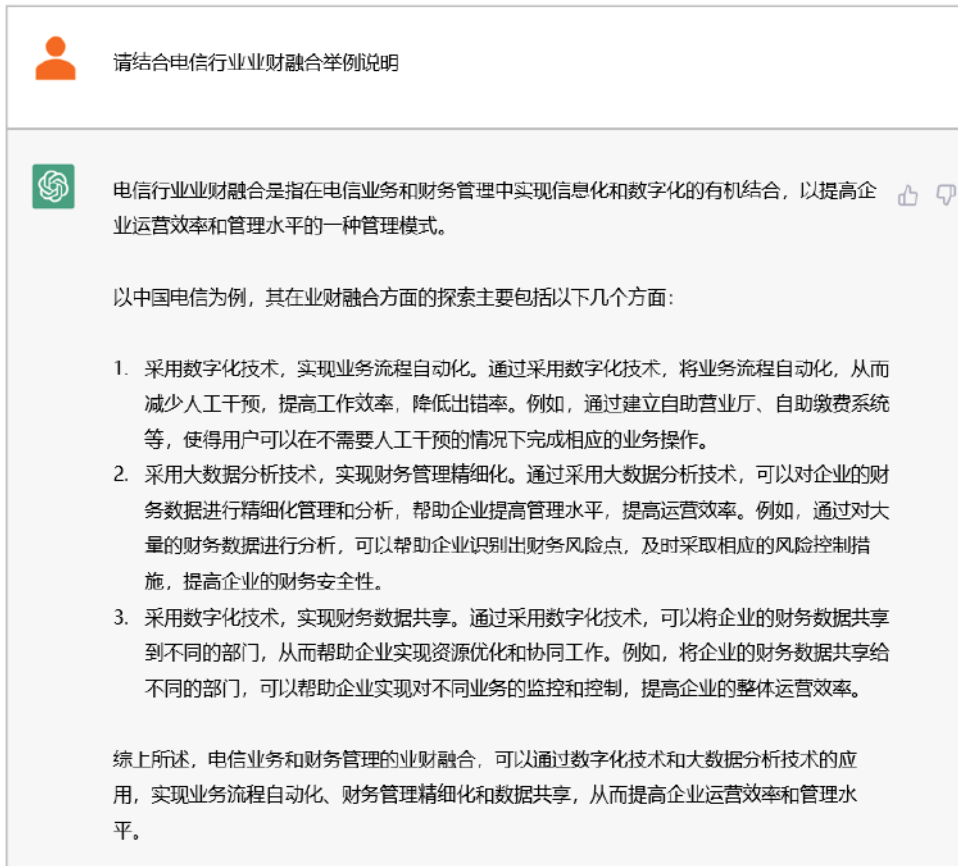 请结合电信行业业财融合举例说明
电信行业业财融合是指在电信业务和财务管理中实现信息化和数字化的有机结合，以提高企
业运营效率和管理水平的一种管理模式。
以中国电信为例，其在业财融合方面的探索主要包括以下几个方面：
1. 采用数字化技术，实现业务流程自动化。通过采用数字化技术，将业务流程自动化，从而
减少人工干预，提高工作效率，降低出错率。例如，通过建立自助营业厅、自助缴费系统
等，使得用户可以在不需要人工干预的情况下完成相应的业务操作。
2. 采用大数据分析技术，实现财务管理精细化。通过采用大数据分析技术，可以对企业的财
务数据进行精细化管理和分析，帮助企业提高管理水平，提高运营效率。例如，通过对大
量的财务数据进行分析，可以帮助企业识别出财务风险点，及时采取相应的风险控制措
施，提高企业的财务安全性。
3. 采用数字化技术，实现财务数据共享。通过采用数字化技术，可以将企业的财务数据共享
到不同的部门，从而帮助企业实现资源优化和协同工作。例如，将企业的财务数据共享给
不同的部门，可以帮助企业实现对不同业务的监控和控制，提高企业的整体运营效率。
综上所述，电信业务和财务管理的业财融合，可以通过数字化技术和大数据分析技术的应
用，实现业务流程自动化、财务管理精细化和数据共享，从而提高企业运营效率和管理水
平。